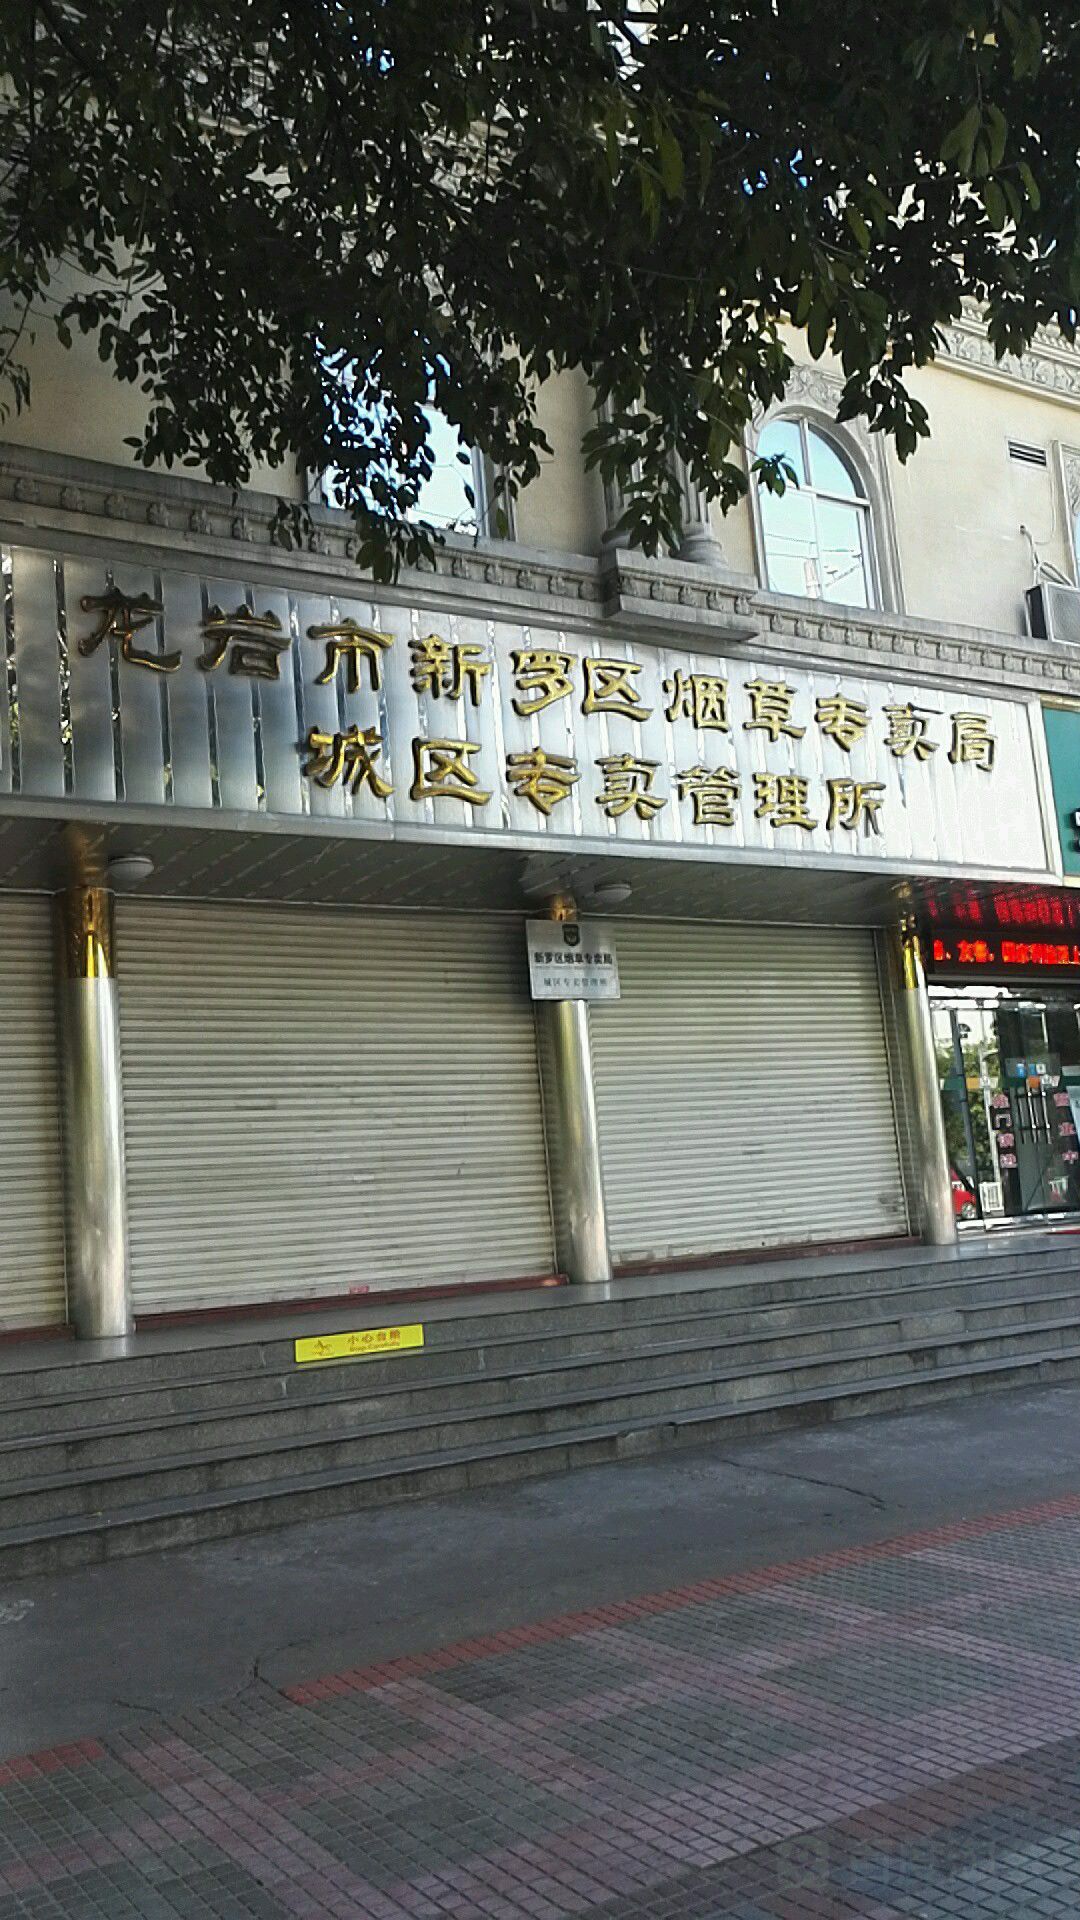 龙岩市新罗区烟草专卖局
城区专卖管理所
新罗区烟草专卖局
城区专卖管理所
小心台阶